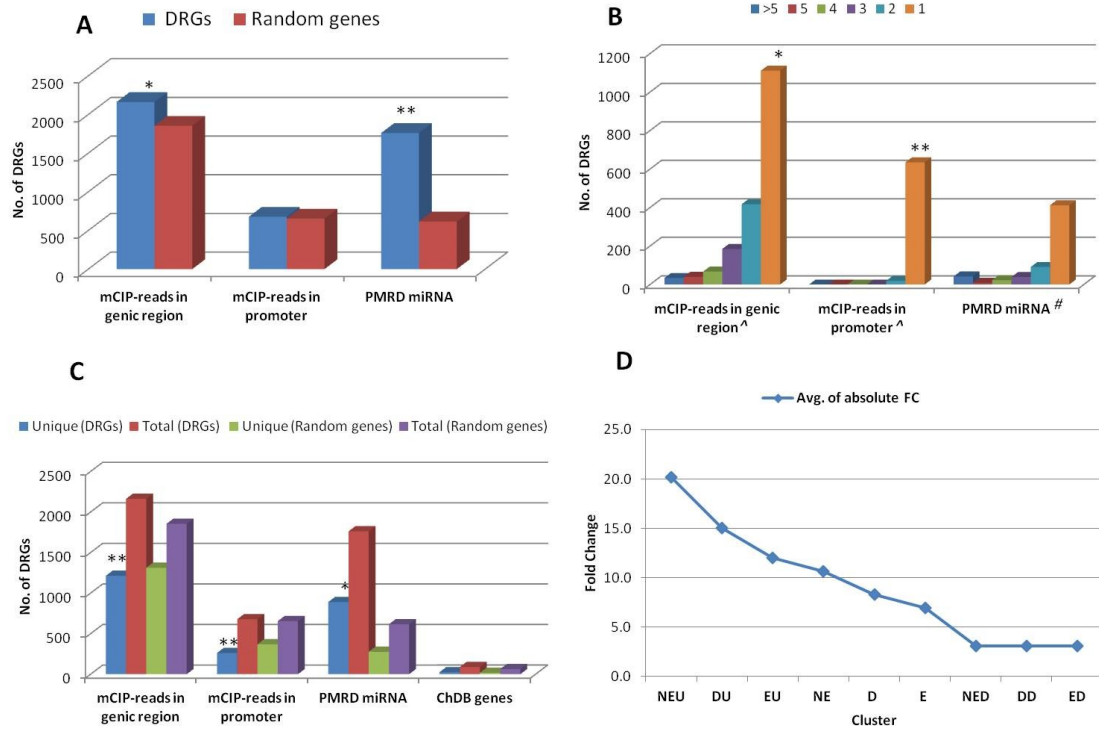 A
DRGs Random genes
No. of DRGs
2500
2000
1500
1000
500
0
*
**
mCIP-reads in genic region
mCIP-reads in promoter
PMRD miRNA
B
>5 5 4 3 2 1
No. of DRGs
1200
1000
800
600
400
200
0
*
**
mCIP-reads in genic region ^
mCIP-reads in promoter ^
PMRD miRNA #
C
Unique (DRGs) Total (DRGs) Unique (Random genes) Total (Random genes)
No. of DRGs
2500
2000
1500
1000
500
0
**
**
*
mCIP-reads in genic region
mCIP-reads in promoter
PMRD miRNA
ChDB genes
D
Avg. of absolute FC
Fold Change
25.0
20.0
15.0
10.0
5.0
0.0
NEU DU EU NE D E NED DD ED
Cluster